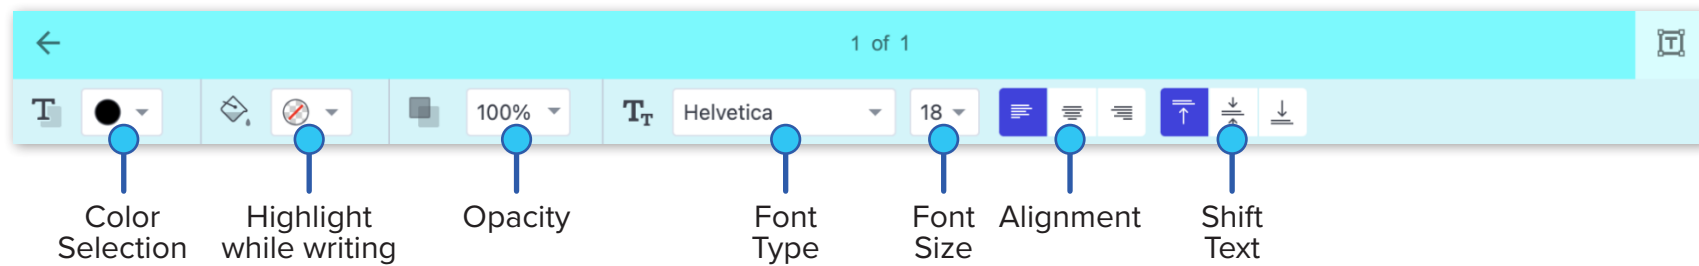 1 of 1
100%
Helvetica
18
Color
Selection
Highlight
while writing
Opacity
Font
Type
Font
Size
Alignment
Shift
Text